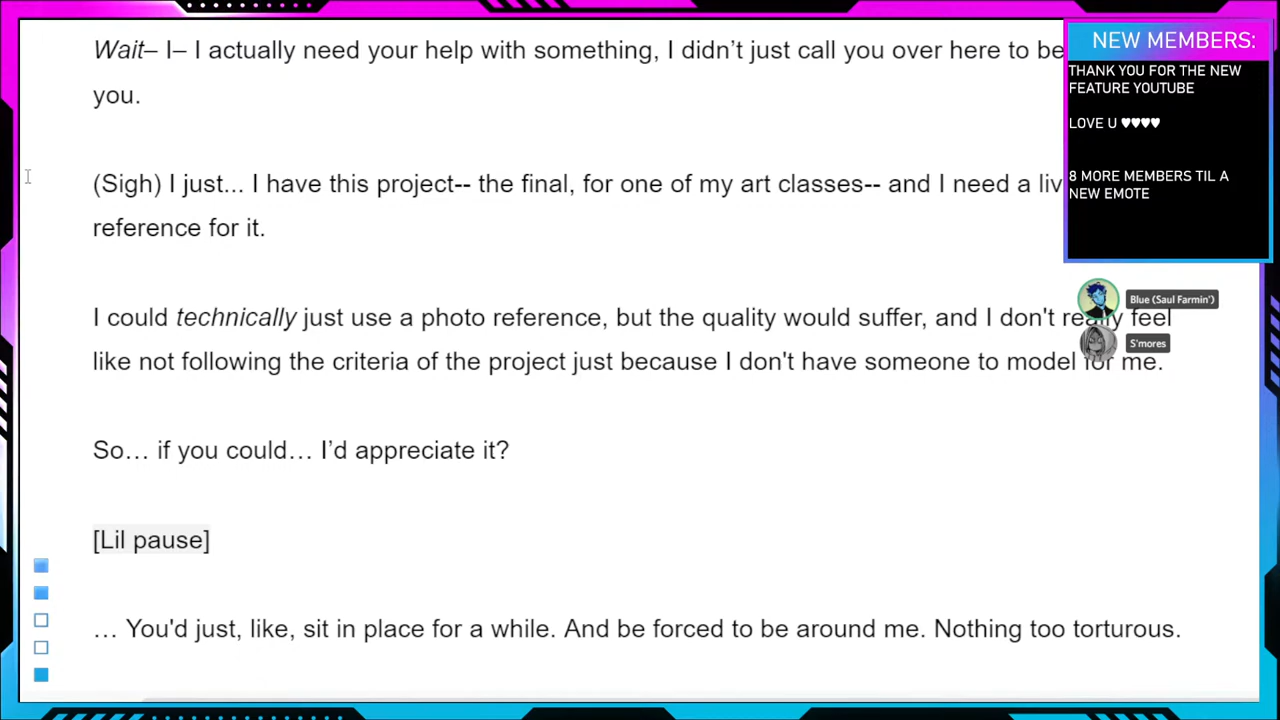 Wait– I– I actually need your help with something, I didn’t just call you over here to be
you.
(Sigh) I just... I have this project-- the final, for one of my art classes-- and I need a liv
reference for it.
I could technically just use a photo reference, but the quality would suffer, and I don't really feel
like not following the criteria of the project just because I don't have someone to model for me.
So… if you could… I’d appreciate it?
[Lil pause]
… You'd just, like, sit in place for a while. And be forced to be around me. Nothing too torturous.
NEW MEMBERS:
THANK YOU FOR THE NEW
FEATURE YOUTUBE
LOVE U ♥♥♥♥
8 MORE MEMBERS TIL A
NEW EMOTE
Blue (Saul Farmin')
S'mores